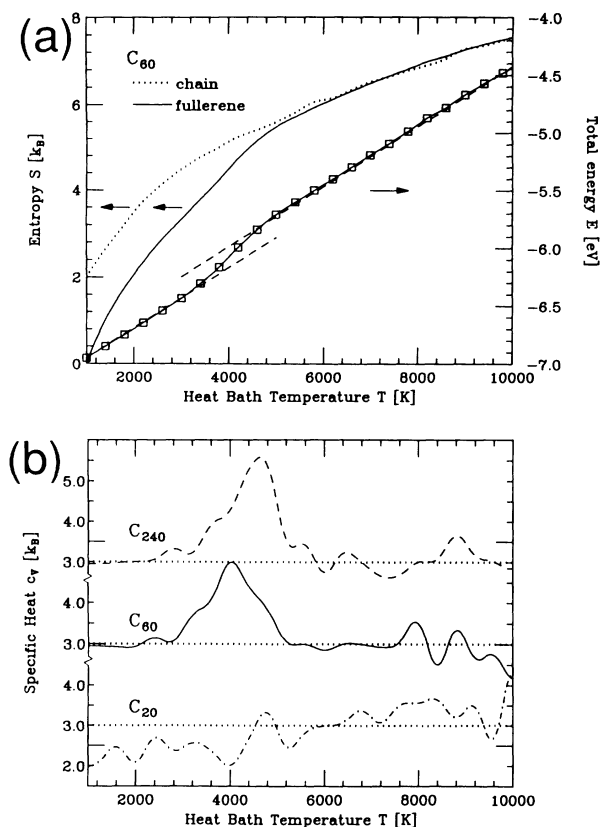 (a)
C60
chain
fullerene
Entropy S [kB]
8
6
4
2
0
Total energy E [eV]
-4.0
-4.5
-5.0
-5.5
-6.0
-6.5
-7.0
2000 4000 6000 8000 10000
Heat Bath Temperature T [K]
(b)
Specific Heat cv [kB]
5.0
4.0
3.0
4.0
3.0
4.0
3.0
2.0
C240
C60
C20
2000 4000 6000 8000 10000
Heat Bath Temperature T [K]